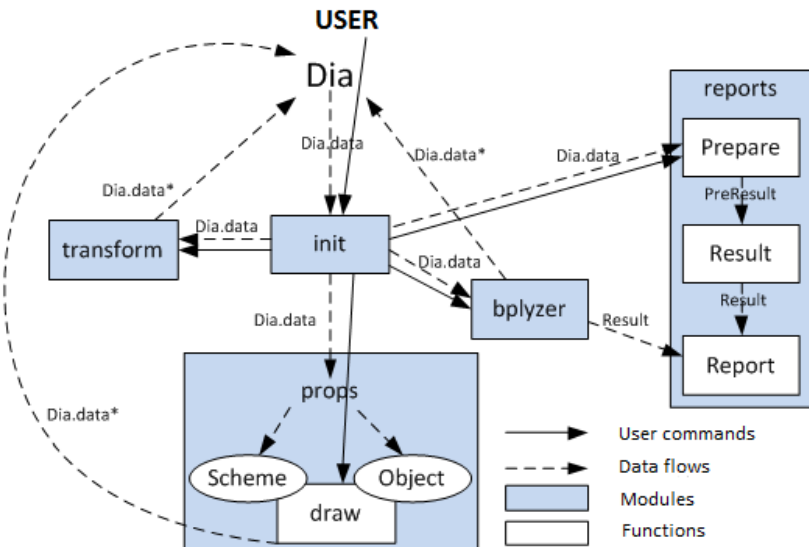 USER
Dia
reports
Dia.data
Dia.data*
Dia.data
Prepare
Dia.data*
PreResult
Dia.data
transform
init
Result
Dia.data
bplyzer
Result
Dia.data
Result
Report
props
Dia.data*
Scheme
Object
draw
User commands
Data flows
Modules
Functions